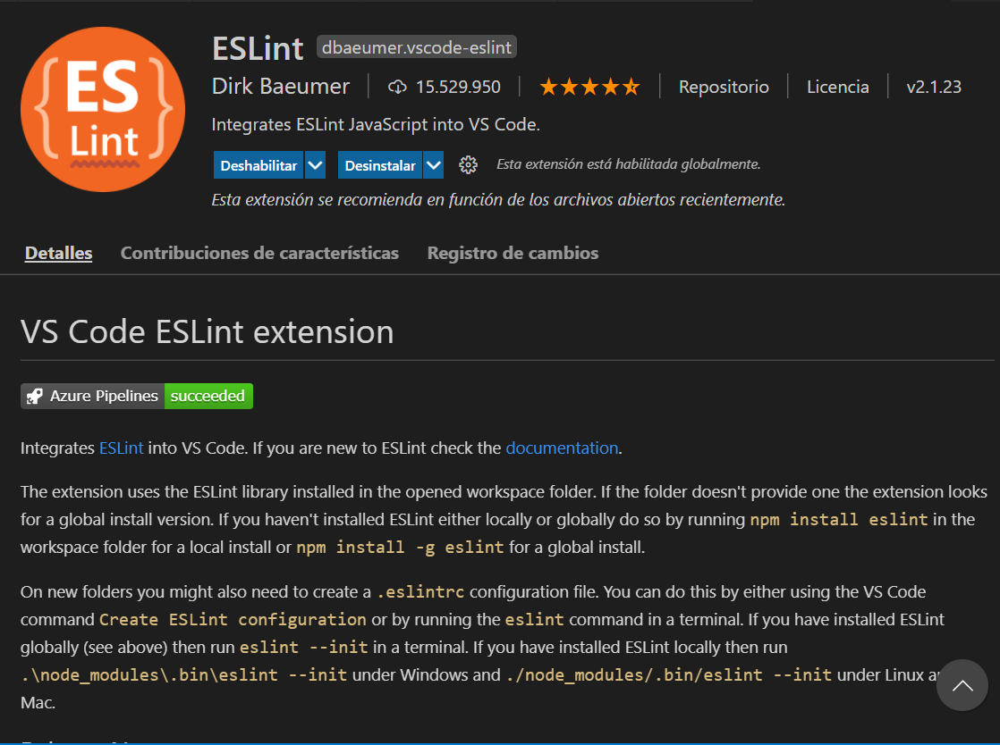 ES
Lint
ESLint dbaeumer.vscode-eslint
Dirk Baeumer 15.529.950 Repositorio Licencia v2.1.23
Integrates ESLint JavaScript into VS Code.
Deshabilitar Desinstalar Esta extensión está habilitada globalmente.
Esta extensión se recomienda en función de los archivos abiertos recientemente.
Detalles Contribuciones de características Registro de cambios
VS Code ESLint extension
Azure Pipelines succeeded
Integrates ESLint into VS Code. If you are new to ESLint check the documentation.
The extension uses the ESLint library installed in the opened workspace folder. If the folder doesn't provide one the extension looks
for a global install version. If you haven't installed ESLint either locally or globally do so by running npm install eslint in the
workspace folder for a local install or npm install -g eslint for a global install.
On new folders you might also need to create a .eslintrc configuration file. You can do this by either using the VS Code
command Create ESLint configuration or by running the eslint command in a terminal. If you have installed ESLint
globally (see above) then run eslint --init in a terminal. If you have installed ESLint locally then run
.\node_modules\.bin\eslint --init under Windows and ./node_modules/.bin/eslint --init under Linux
Mac.